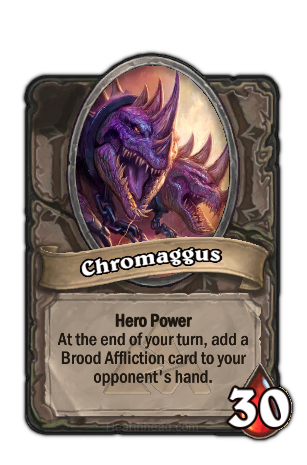 Chromaggus
Hero Power
At the end of your turn, add a
Brood Affliction card to your
opponent's hand.
30